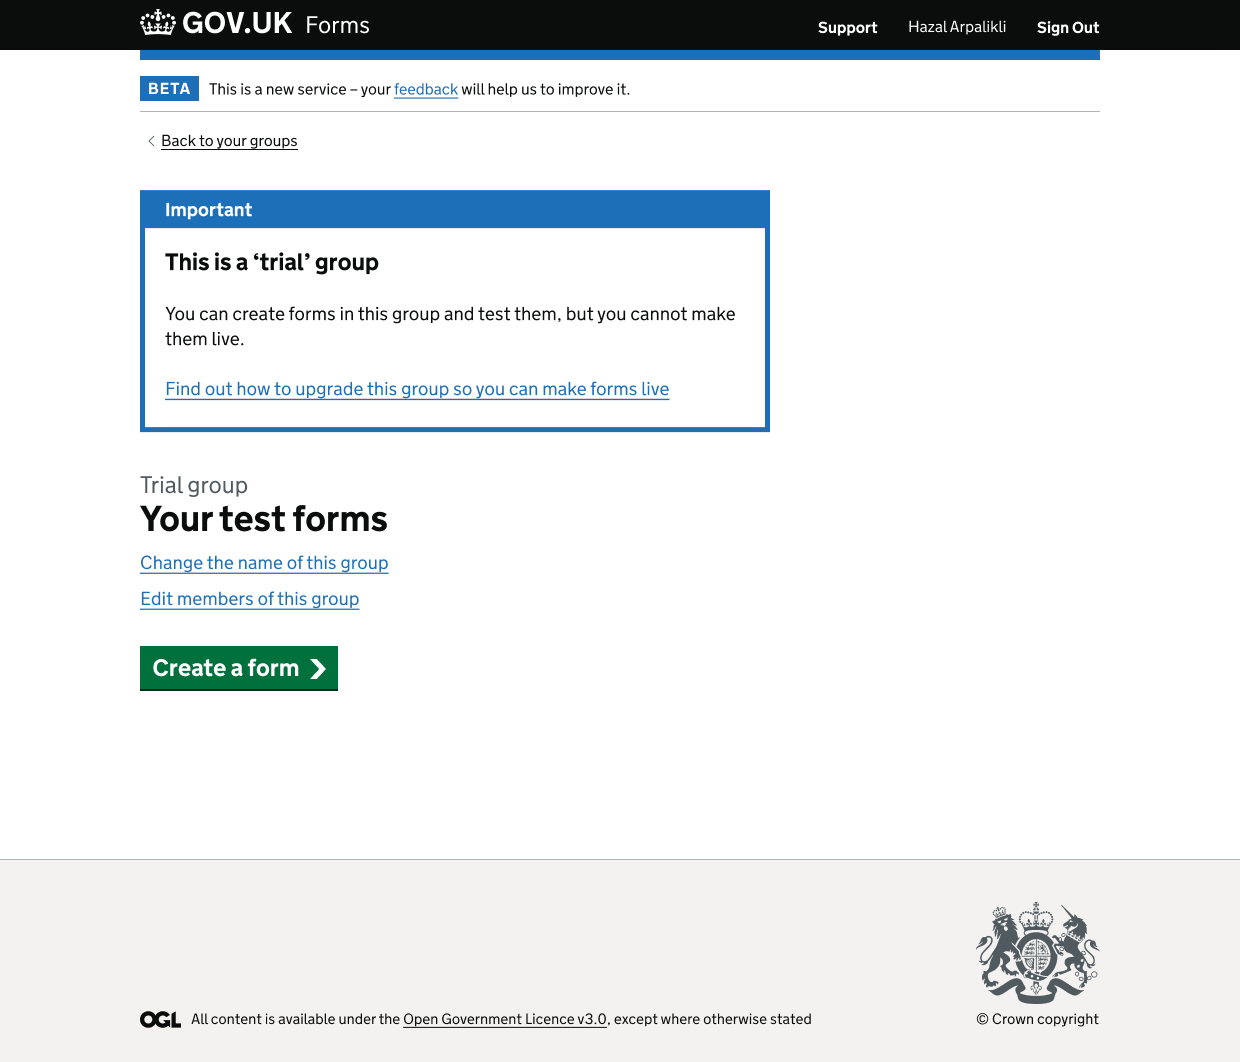 GOV.UK Forms
Support Hazal Arpalikli Sign Out
BETA This is a new service – your feedback will help us to improve it.
Back to your groups
Important
This is a ‘trial’ group
You can create forms in this group and test them, but you cannot make
them live.
Find out how to upgrade this group so you can make forms live
Trial group
Your test forms
Change the name of this group
Edit members of this group
Create a form
OGL All content is available under the Open Government Licence v3.0, except where otherwise stated
© Crown copyright